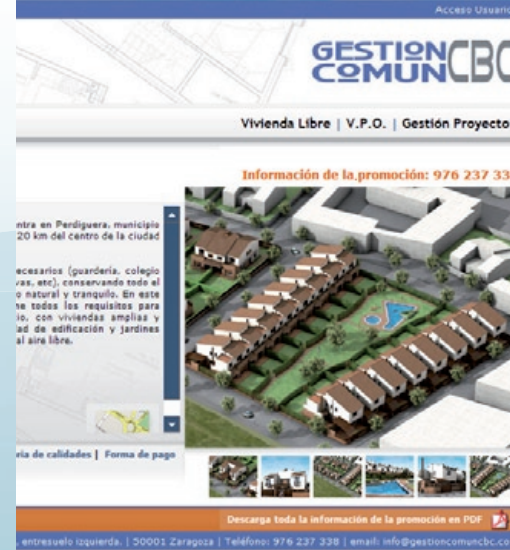 Acceso Usuario
GESTION
COMUN CBC
Vivienda Libre | V.P.O. | Gestión Proyecto
Información de la promoción: 976 237 33
ntra en Perdiguera, municipio
20 km del centro de la ciudad
ecesarios (guardería, colegio
vas, etc), conservando todo el
o natural y tranquilo. En este
ne todos los requisitos para
io, con viviendas amplias y
ad de edificación y jardines
al aire libre.
ria de calidades | Forma de pago
Descarga toda la información de la promoción en PDF
, entresuelo izquierda. | 50001 Zaragoza | Teléfono: 976 237 338 | email: info@gestioncomuncbc.co